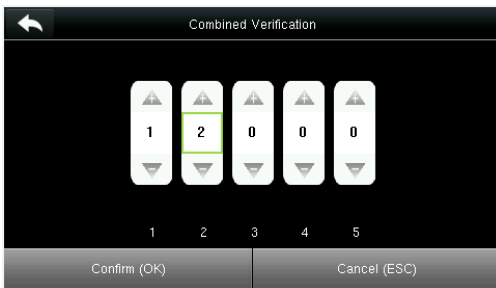 Combined Verification
+ + + + +
1 2 0 0 0
- - - - -
1 2 3 4 5
Confirm (OK) Cancel (ESC)